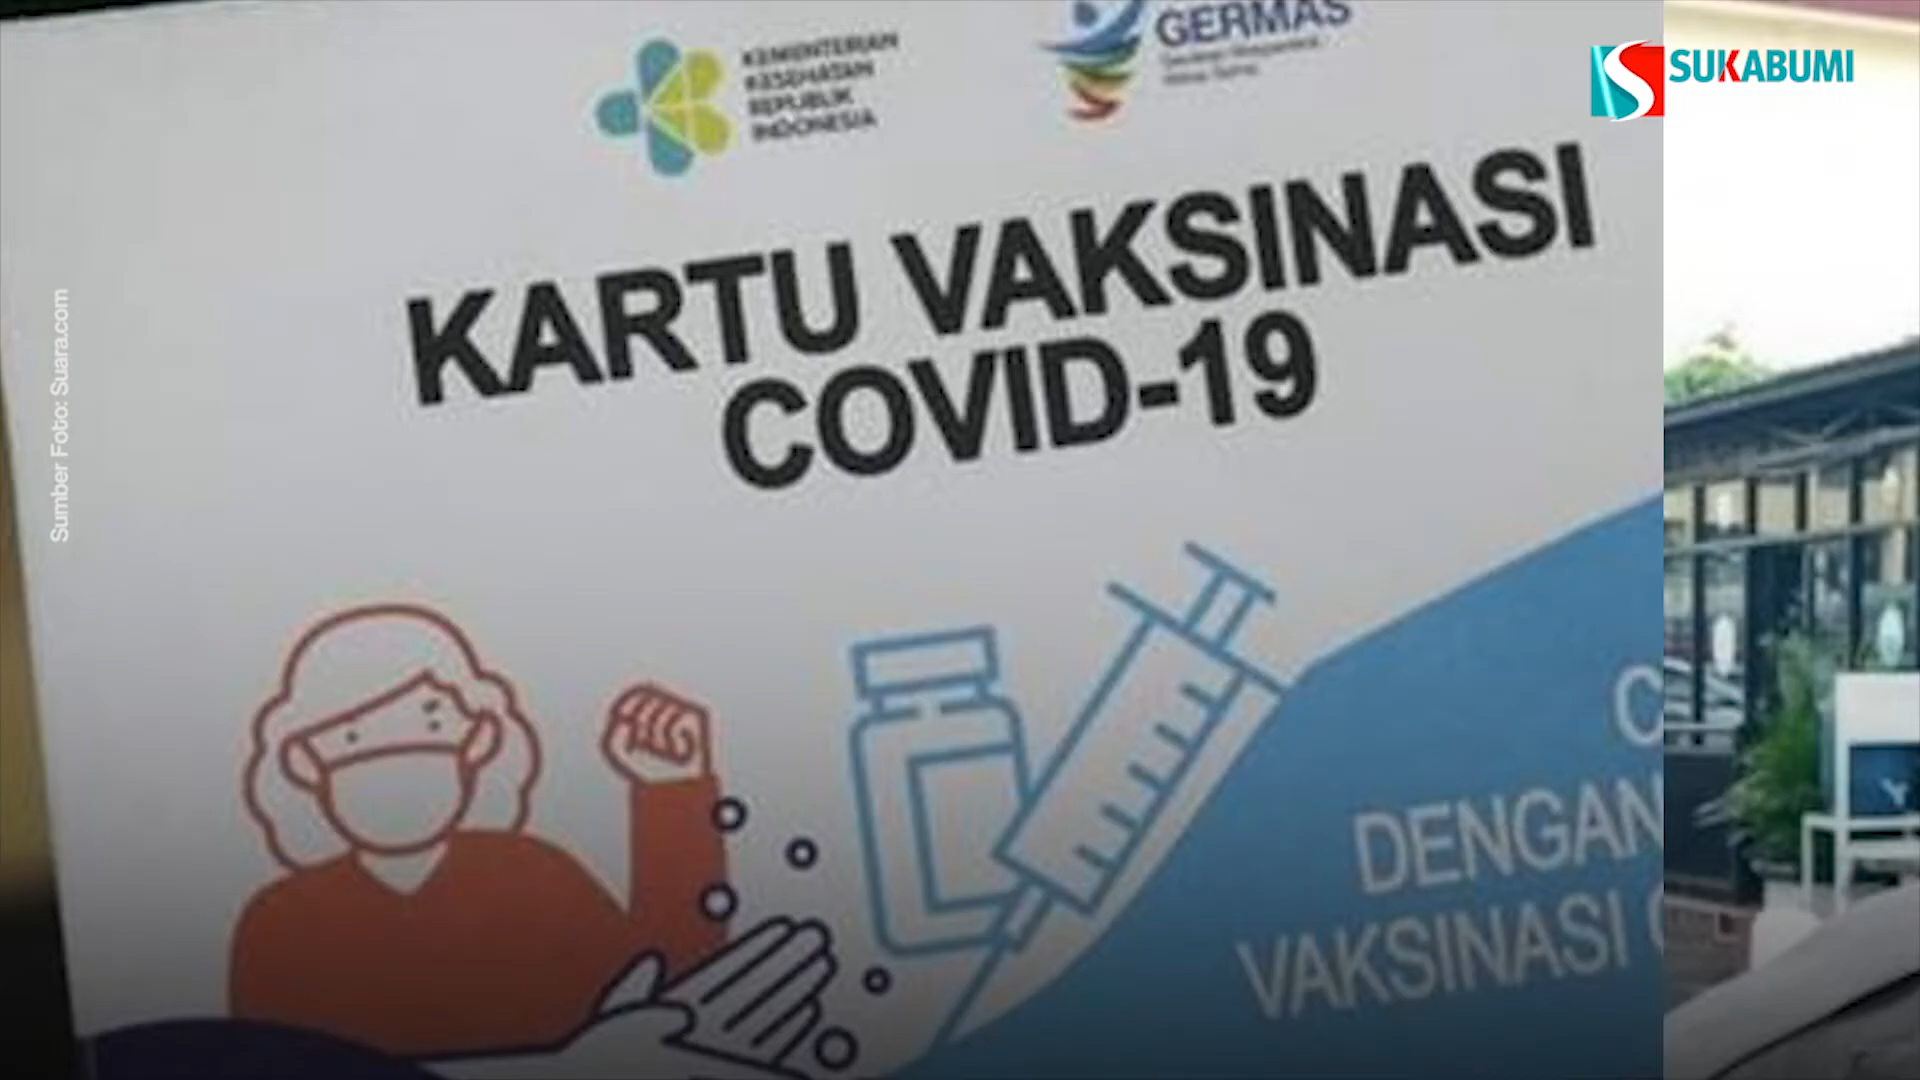 KEMENTERIAN
KESEHATAN
REPUBLIK
INDONESIA
GERMAS
SUKABUMI
KARTU VAKSINASI
COVID-19
Sumber Foto: Suara.com
DENGAN
VAKSINASI